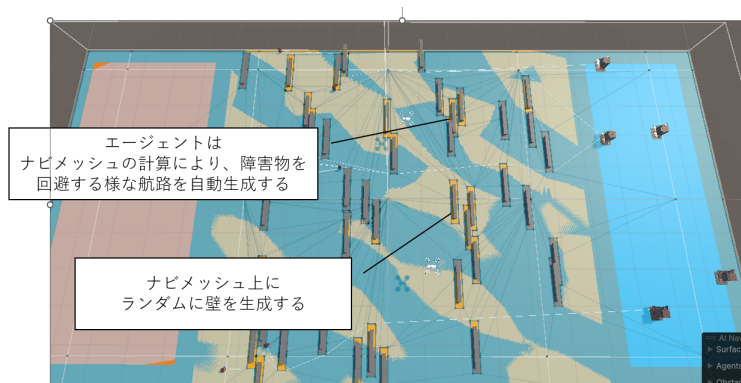 エージェントは
ナビメッシュの計算により、障害物を
回避する様な航路を自動生成する
ナビメッシュ上に
ランダムに壁を生成する
AI Nav
Surfac
Agents
Obstac